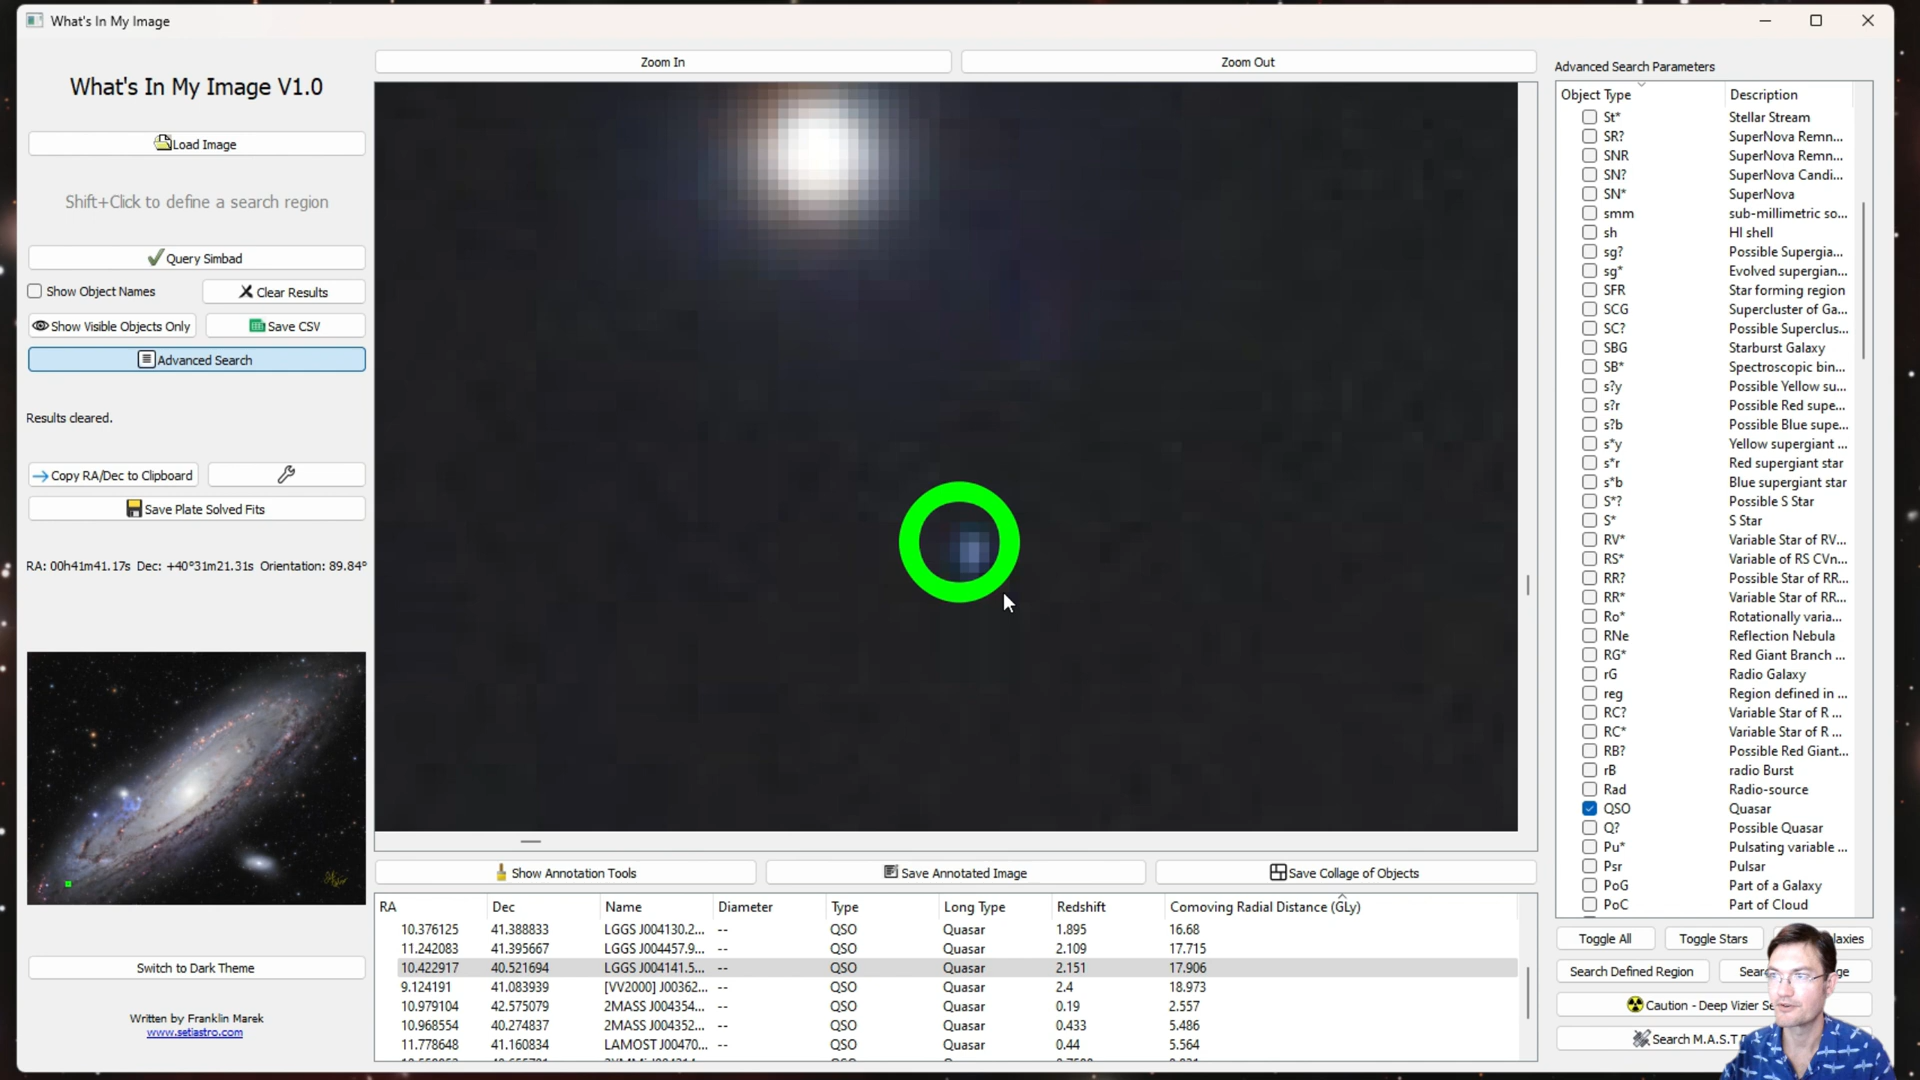 What's In My Image
What's In My Image V1.0
Load Image
Shift+Click to define a search region
Query Simbad
Show Object Names
Clear Results
Show Visible Objects Only
Save CSV
Advanced Search
Results cleared.
Copy RA/Dec to Clipboard
Save Plate Solved Fits
RA: 00h41m41.17s Dec: +40°31m21.31s Orientation: 89.84°
Switch to Dark Theme
Written by Franklin Marek
www.setiastro.com
Zoom In
Zoom Out
Show Annotation Tools
Save Annotated Image
Save Collage of Objects
RA Dec Name Diameter Type Long Type Redshift Comoving Radial Distance (GLy)
10.376125 41.388833 LGGS J004130.2... -- QSO Quasar 1.895 16.68
11.242083 41.395667 LGGS J004457.9... -- QSO Quasar 2.109 17.715
10.422917 40.521694 LGGS J004141.5... -- QSO Quasar 2.151 17.906
9.124191 41.083939 [VV2000] J00362... -- QSO Quasar 2.4 18.973
10.979104 42.575079 2MASS J004354... -- QSO Quasar 0.19 2.557
10.968554 40.274837 2MASS J004352... -- QSO Quasar 0.433 5.486
11.778648 41.160834 LAMOST J00470... -- QSO Quasar 0.44 5.564
Advanced Search Parameters
Object Type Description
St* Stellar Stream
SR? SuperNova Remn...
SNR SuperNova Remn...
SN? SuperNova Candi...
SN* SuperNova
smm sub-millimetric so...
sh HI shell
sg? Possible Supergia...
sg* Evolved supergian...
SFR Star forming region
SCG Supercluster of Ga...
SC? Possible Superclus...
SBG Starburst Galaxy
SB* Spectroscopic bin...
s?y Possible Yellow su...
s?r Possible Red supe...
s?b Possible Blue supe...
s*y Yellow supergiant ...
s*r Red supergiant star
s*b Blue supergiant star
S*? Possible S Star
S* S Star
RV* Variable Star of RV...
RS* Variable of RS CVn...
RR? Possible Star of RR...
RR* Variable Star of RR...
Ro* Rotationally varia...
RNe Reflection Nebula
RG* Red Giant Branch ...
rG Radio Galaxy
reg Region defined in ...
RC? Variable Star of R ...
RC* Variable Star of R ...
RB? Possible Red Giant...
rB radio Burst
Rad Radio-source
QSO Quasar
Q? Possible Quasar
Pu* Pulsating variable ...
Psr Pulsar
PoG Part of a Galaxy
PoC Part of Cloud
Toggle All
Toggle Stars
Search Defined Region
Caution - Deep Vizier
Search M.A.S.T